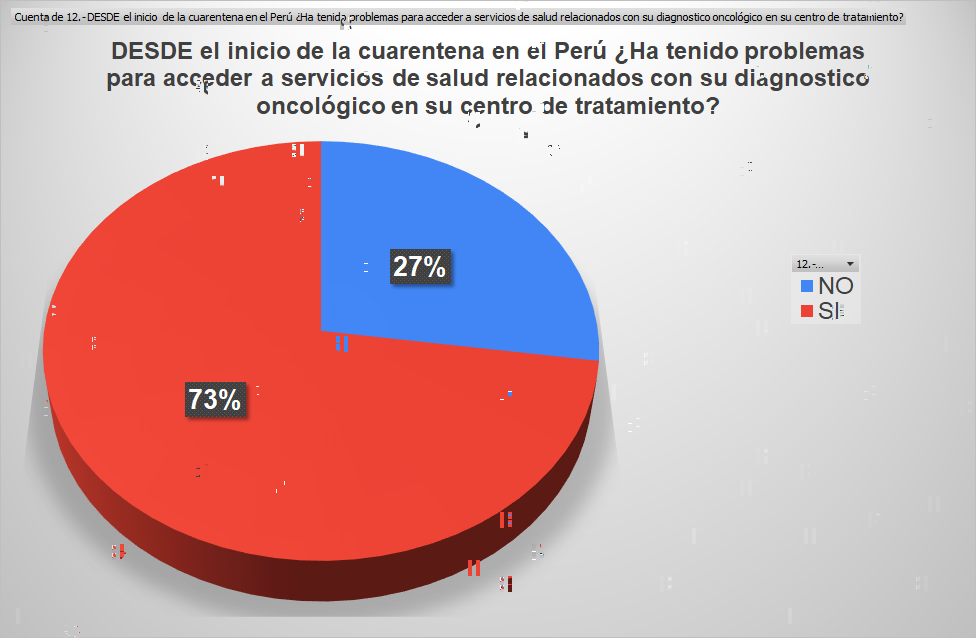 Cuenta de 12.- DESDE el inicio de la cuarentena en el Perú ¿Ha tenido problemas para acceder a servicios de salud relacionados con su diagnostico oncológico en su centro de tratamiento?
DESDE el inicio de la cuarentena en el Perú ¿Ha tenido problemas
para acceder a servicios de salud relacionados con su diagnostico
oncológico en su centro de tratamiento?
27%
12.-...
NO
SI
73%